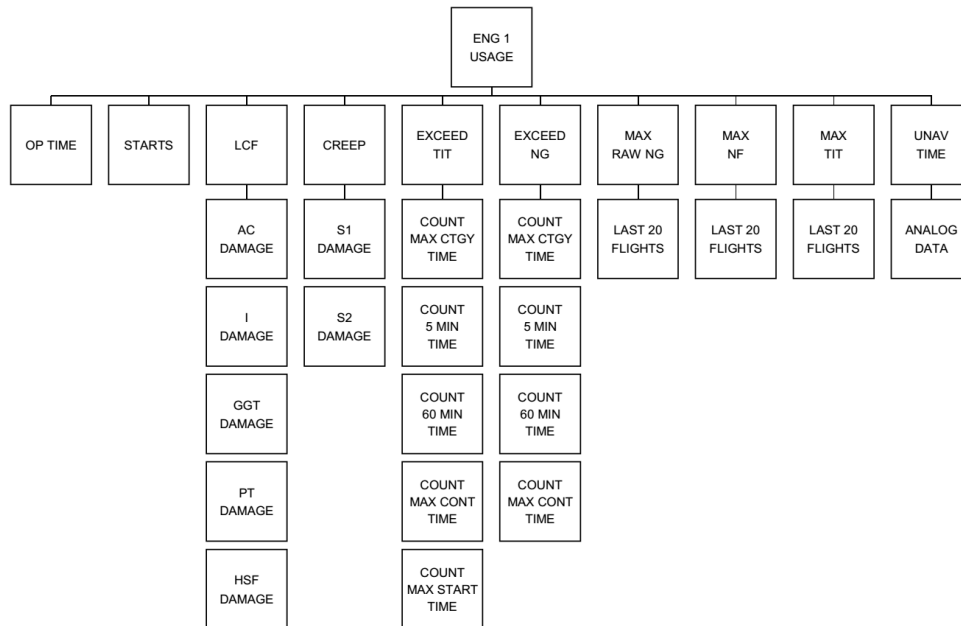 ENG 1
USAGE
OP TIME
STARTS
LCF
CREEP
EXCEED
TIT
EXCEED
NG
MAX
RAW NG
MAX
NF
MAX
TIT
UNAV
TIME
AC
DAMAGE
S1
DAMAGE
COUNT
MAX CTGY
TIME
COUNT
MAX CTGY
TIME
LAST 20
FLIGHTS
LAST 20
FLIGHTS
LAST 20
FLIGHTS
ANALOG
DATA
I
DAMAGE
S2
DAMAGE
COUNT
5 MIN
TIME
COUNT
5 MIN
TIME
GGT
DAMAGE
COUNT
60 MIN
TIME
COUNT
60 MIN
TIME
PT
DAMAGE
COUNT
MAX CONT
TIME
COUNT
MAX CONT
TIME
HSF
DAMAGE
COUNT
MAX START
TIME